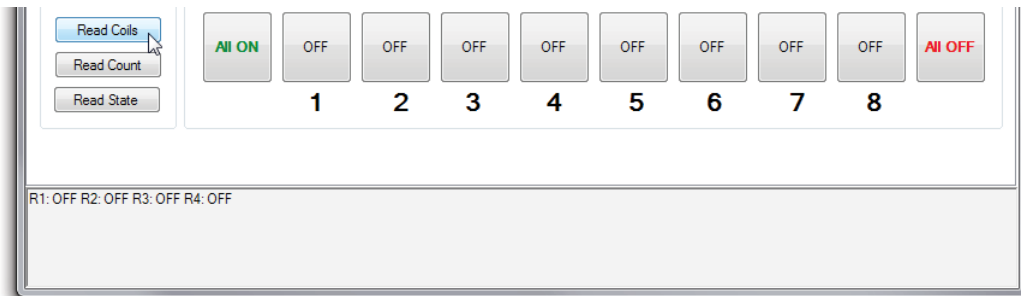 Read Coils
Read Count
Read State
All ON OFF OFF OFF OFF OFF OFF OFF OFF All OFF
1 2 3 4 5 6 7 8
R1: OFF R2: OFF R3: OFF R4: OFF